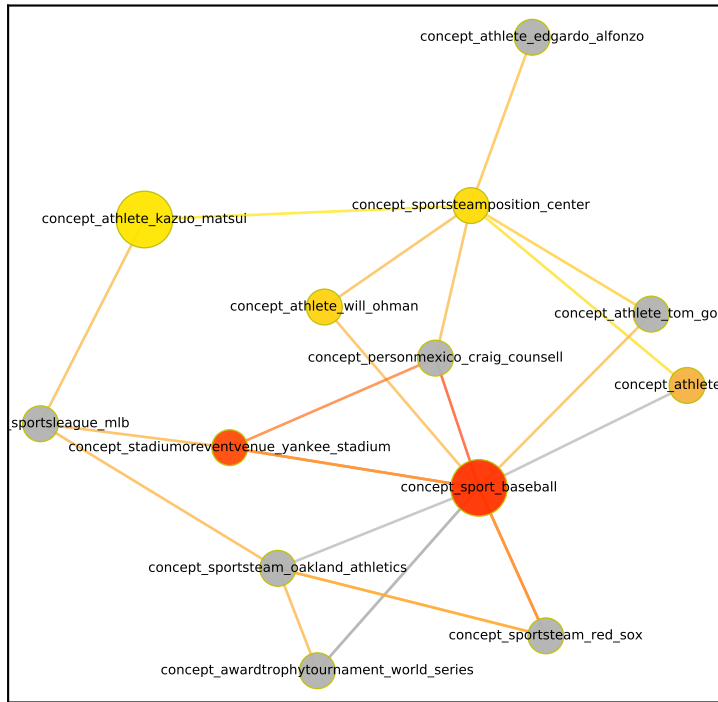 concept_athlete_edgardo_alfonzo
concept_sportsteamposition_center
concept_athlete_kazuo_matsui
concept_athlete_will_ohman
concept_athlete_tom_go
concept_personmexico_craig_counsell
concept_athlete
_sportsleague_mlb
concept_stadiumoreventvenue_yankee_stadium
concept_sport_baseball
concept_sportsteam_oakland_athletics
concept_sportsteam_red_sox
concept_awardtrophytournament_world_series